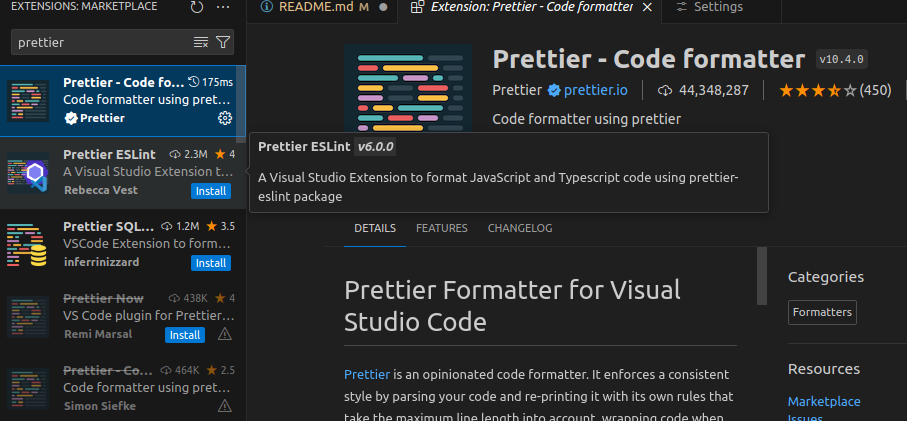 EXTENSIONS: MARKETPLACE
prettier
Prettier - Code fo... 175ms
Code formatter using pret...
Prettier
Prettier ESLint 2.3M 4
A Visual Studio Extension t...
Rebecca Vest Install
Prettier SQL... 1.2M 3.5
VSCode Extension to form...
inferrinizzard Install
Prettier Now 438K 4
VS Code plugin for Prettier...
Remi Marsal Install
Prettier - Co... 464K 2.5
Code formatter using pret...
Simon Siefke
README.md M
Extension: Prettier - Code formatter
Settings
Prettier - Code formatter v10.4.0
Prettier prettier.io 44,348,287 (450)
Code formatter using prettier
Prettier ESLint v6.0.0
A Visual Studio Extension to format JavaScript and Typescript code using prettier-
eslint package
DETAILS FEATURES CHANGELOG
Prettier Formatter for Visual
Studio Code
Prettier is an opinionated code formatter. It enforces a consistent
style by parsing your code and re-printing it with its own rules that
take the maximum line length into account, wrapping code when
Categories
Formatters
Resources
Marketplace
Issues